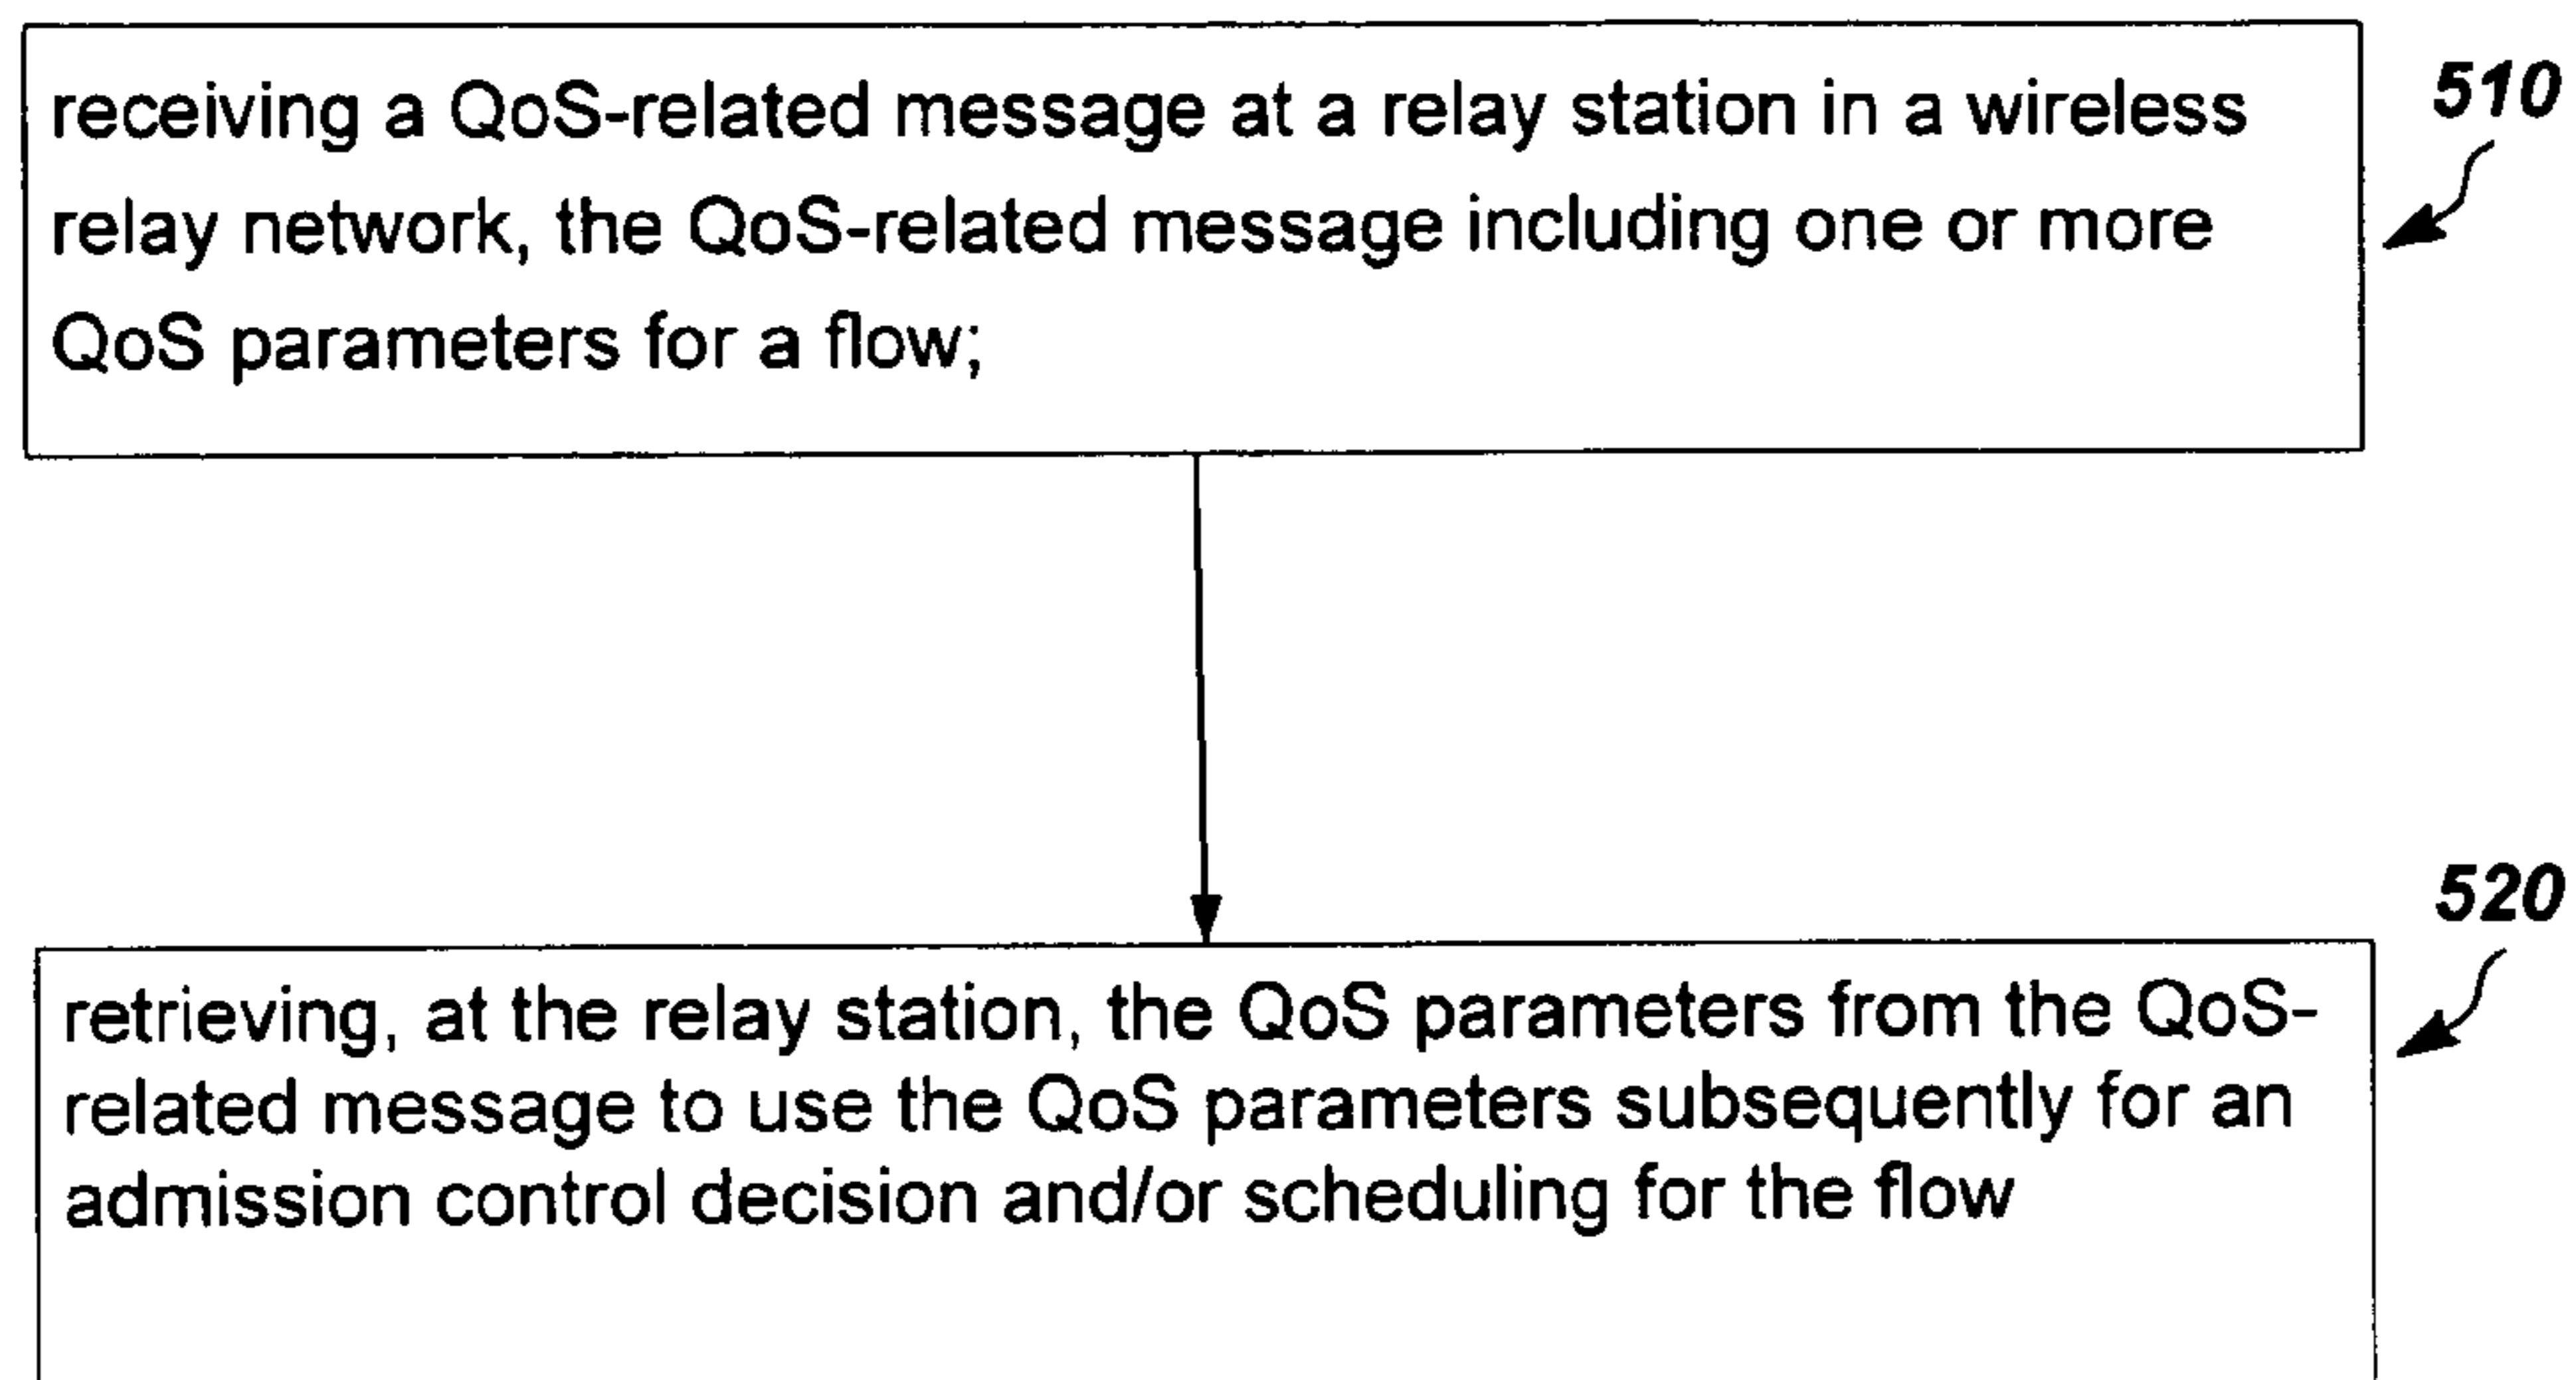 receiving a QoS-related message at a relay station in a wireless
relay network, the QoS-related message including one or more
QoS parameters for a flow;
510
520
retrieving, at the relay station, the QoS parameters from the QoS-
related message to use the QoS parameters subsequently for an
admission control decision and/or scheduling for the flow